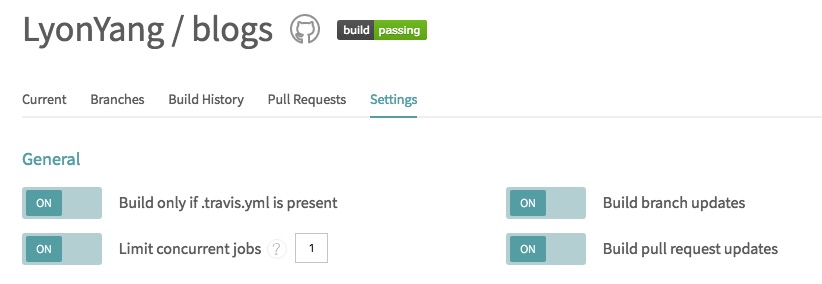 LyonYang / blogs build passing
Current Branches Build History Pull Requests Settings
General
ON Build only if .travis.yml is present ON Build branch updates
ON Limit concurrent jobs ? 1 ON Build pull request updates